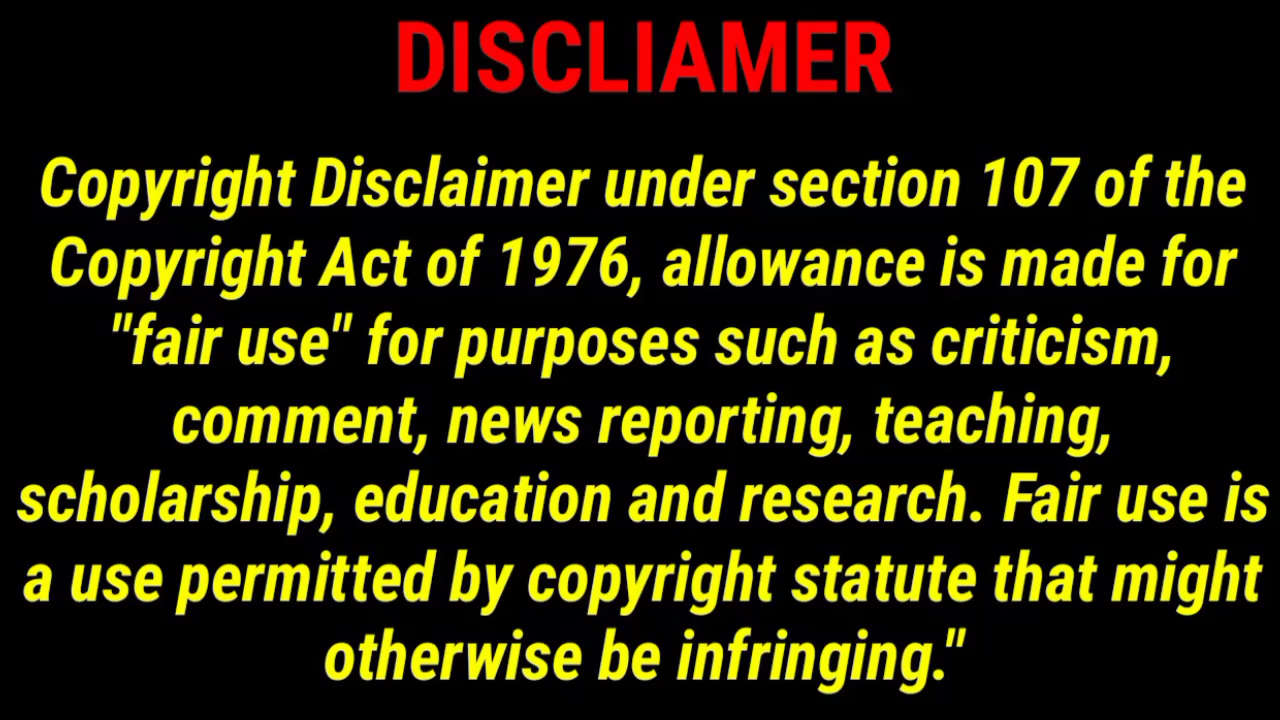 DISCLIAMER
Copyright Disclaimer under section 107 of the
Copyright Act of 1976, allowance is made for
"fair use" for purposes such as criticism,
comment, news reporting, teaching,
scholarship, education and research. Fair use is
a use permitted by copyright statute that might
otherwise be infringing."